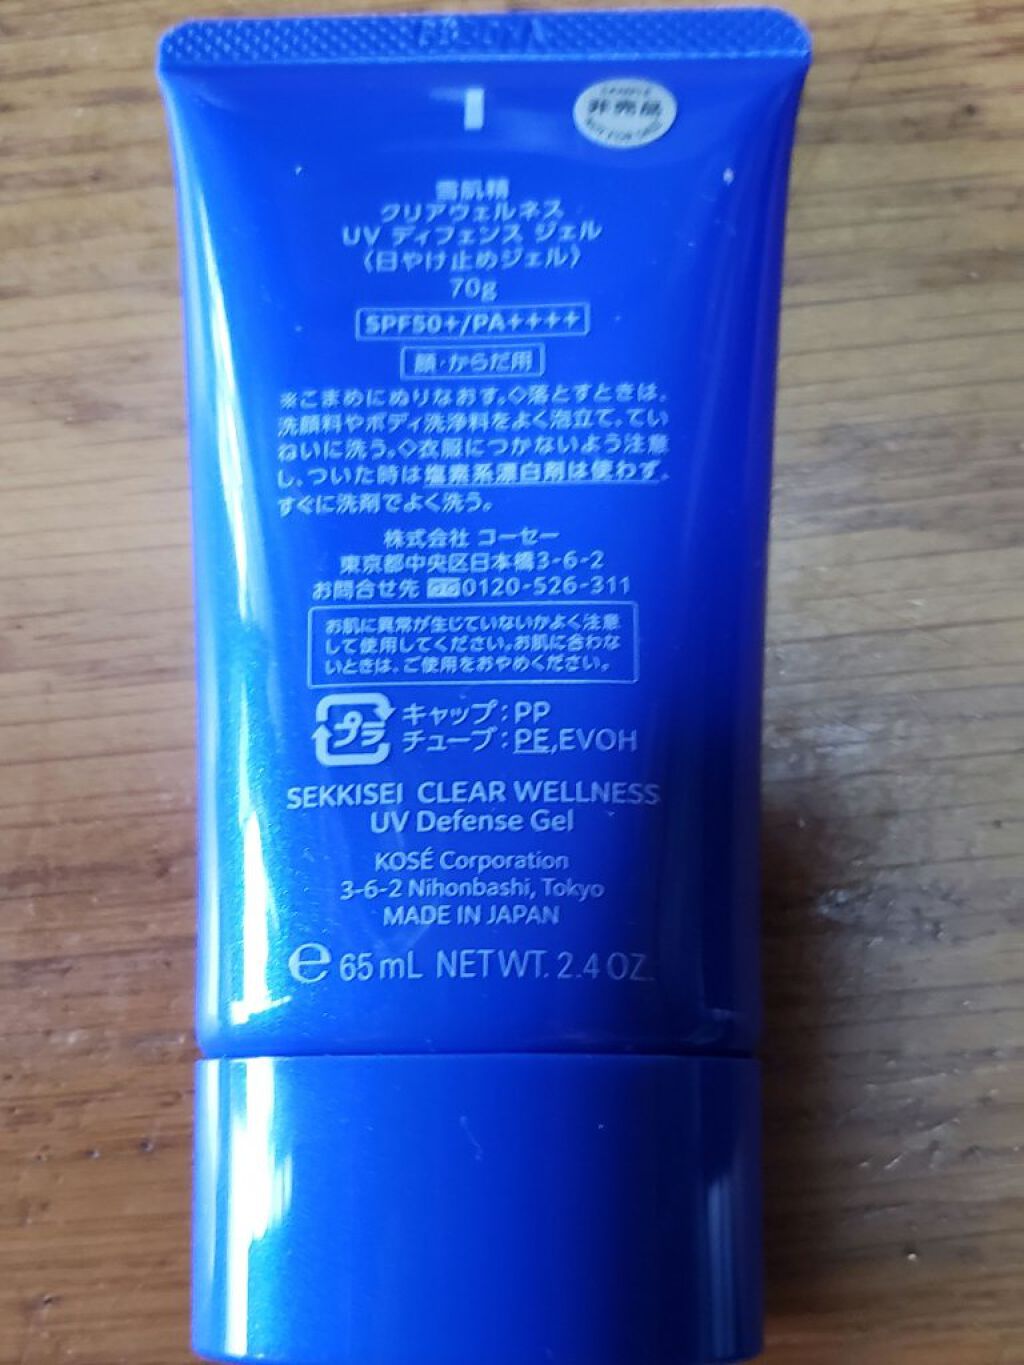 SAMPLE
非売品
NOT FOR SALE
雪肌精
クリアウェルネス
UV ディフェンス ジェル
〈日やけ止めジェル〉
70g
SPF50+/PA++++
顔・からだ用
※こまめにぬりなおす。◇落とすときは、
洗顔料やボディ洗浄料をよく泡立て、てい
ねいに洗う。◇衣服につかないよう注意
し、ついた時は塩素系漂白剤は使わず、
すぐに洗剤でよく洗う。
株式会社 コーセー
東京都中央区日本橋3-6-2
お問合せ先 0120-526-311
お肌に異常が生じていないかよく注意
して使用してください。お肌に合わな
いときは、ご使用をおやめください。
プラ
キャップ:PP
チューブ:PE,EVOH
SEKKISEI CLEAR WELLNESS
UV Defense Gel
KOSÉ Corporation
3-6-2 Nihonbashi, Tokyo
MADE IN JAPAN
e 65 mL NET WT. 2.4 OZ.